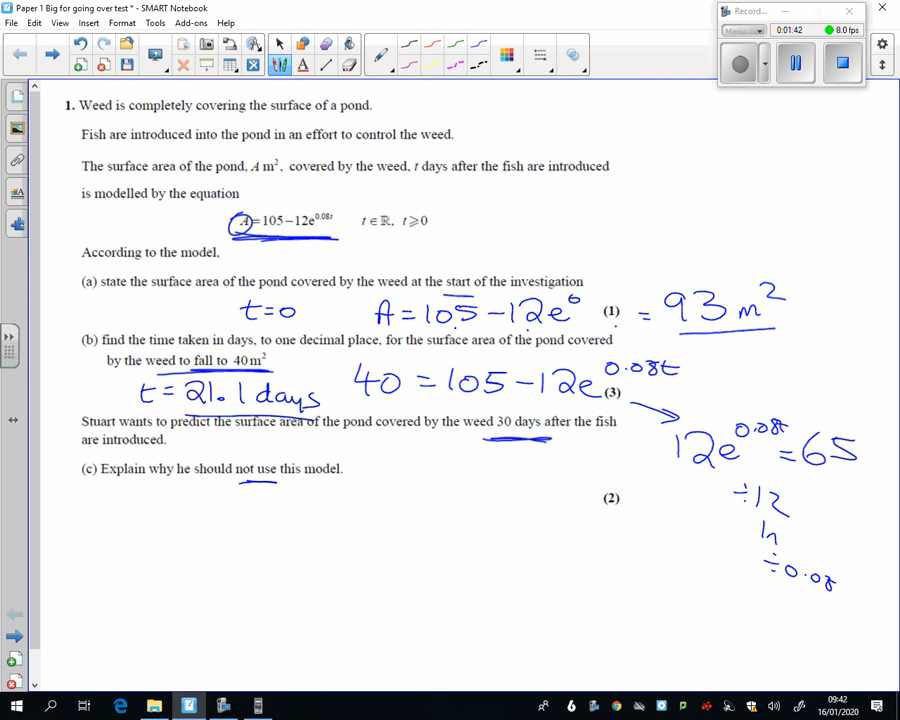 Paper 1 Big for going over test * - SMART Notebook
File Edit View Insert Format Tools Add-ons Help
Record...
Menu 0:01:42 8.0 fps
1. Weed is completely covering the surface of a pond.
Fish are introduced into the pond in an effort to control the weed.
The surface area of the pond, A m², covered by the weed, t days after the fish are introduced
is modelled by the equation
A = 105 – 12e^0.08t t ∈ ℝ, t ⩾ 0
According to the model,
(a) state the surface area of the pond covered by the weed at the start of the investigation
t=0 A = 105 – 12e^0 (1) = 93 m²
(b) find the time taken in days, to one decimal place, for the surface area of the pond covered
by the weed to fall to 40 m²
t = 21.1 days 40 = 105 – 12e^0.08t (3)
12e^0.08t = 65
÷12
ln
÷0.08
Stuart wants to predict the surface area of the pond covered by the weed 30 days after the fish
are introduced.
(c) Explain why he should not use this model.
(2)
09:42
16/01/2020